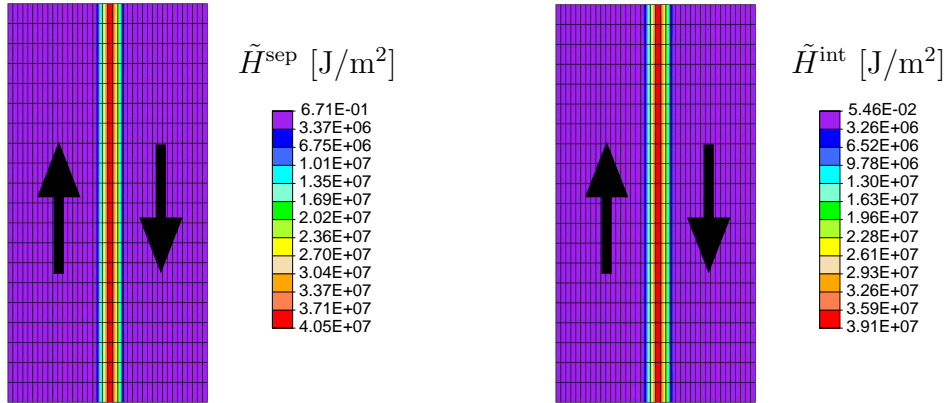 H̃^sep [J/m²]
6.71E-01
3.37E+06
6.75E+06
1.01E+07
1.35E+07
1.69E+07
2.02E+07
2.36E+07
2.70E+07
3.04E+07
3.37E+07
3.71E+07
4.05E+07
H̃^int [J/m²]
5.46E-02
3.26E+06
6.52E+06
9.78E+06
1.30E+07
1.63E+07
1.96E+07
2.28E+07
2.61E+07
2.93E+07
3.26E+07
3.59E+07
3.91E+07